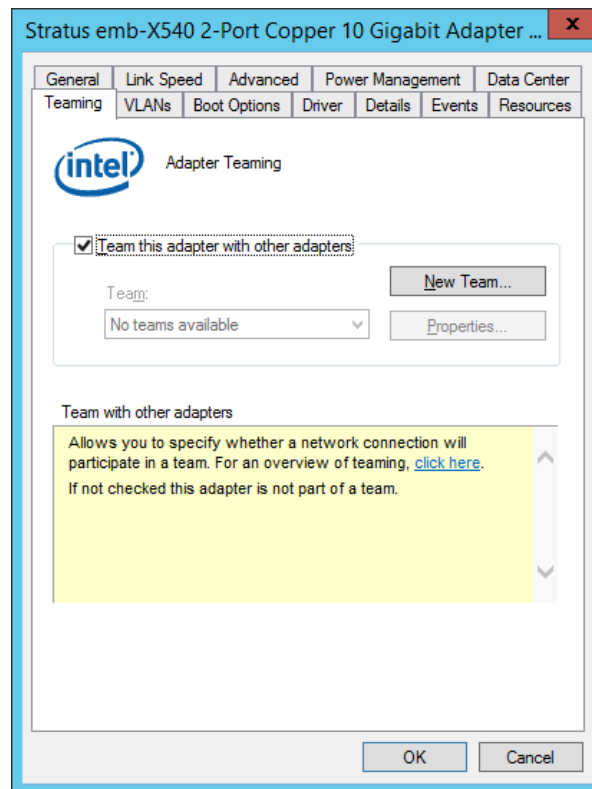 Stratus emb-X540 2-Port Copper 10 Gigabit Adapter ...
x
General Link Speed Advanced Power Management Data Center
Teaming VLANs Boot Options Driver Details Events Resources
intel
Adapter Teaming
Team this adapter with other adapters
New Team...
Team:
No teams available
Properties...
Team with other adapters
Allows you to specify whether a network connection will
participate in a team. For an overview of teaming, click here.
If not checked this adapter is not part of a team.
OK Cancel